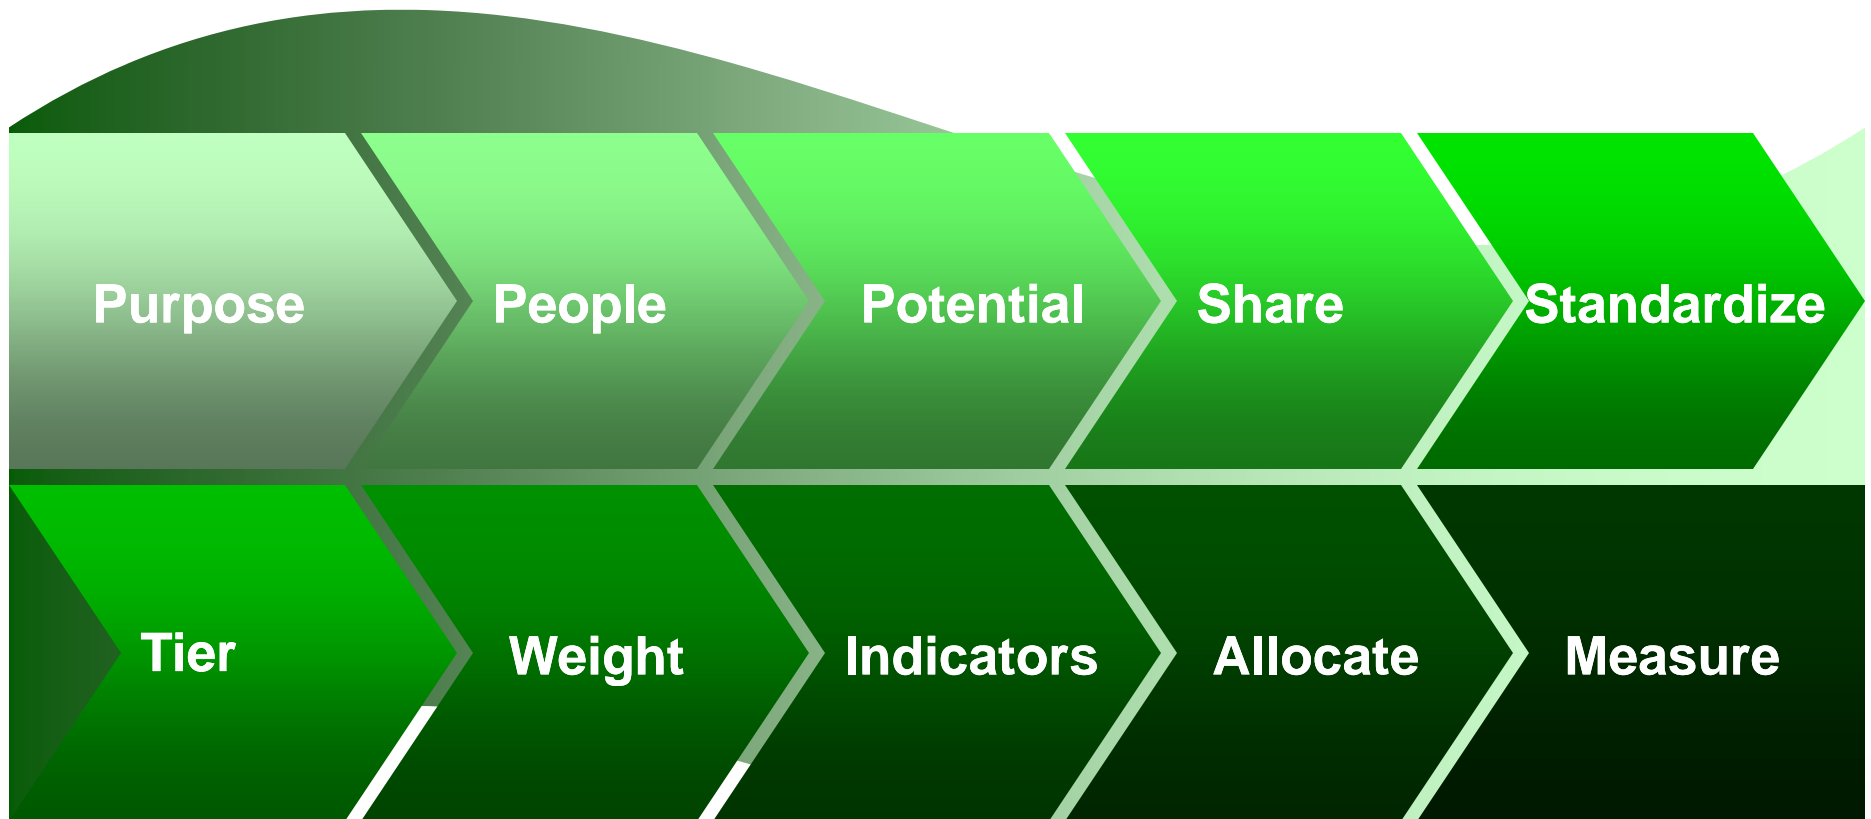 Purpose
People
Potential
Share
Standardize
Tier
Weight
Indicators
Allocate
Measure